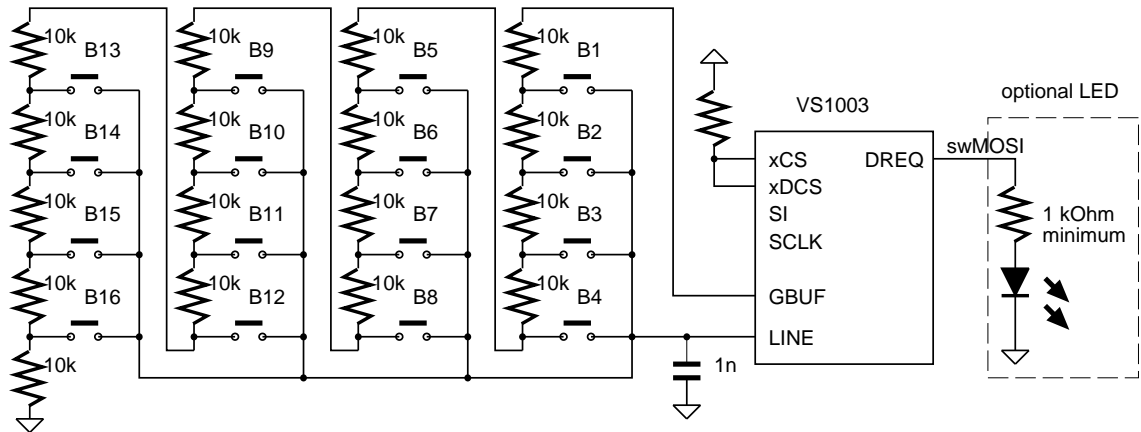 10k
B13
10k
B14
10k
B15
10k
B16
10k
10k
B9
10k
B10
10k
B11
10k
B12
10k
B5
10k
B6
10k
B7
10k
B8
10k
B1
10k
B2
10k
B3
10k
B4
1n
VS1003
xCS
xDCS
SI
SCLK
GBUF
LINE
DREQ
swMOSI
optional LED
1 kOhm
minimum